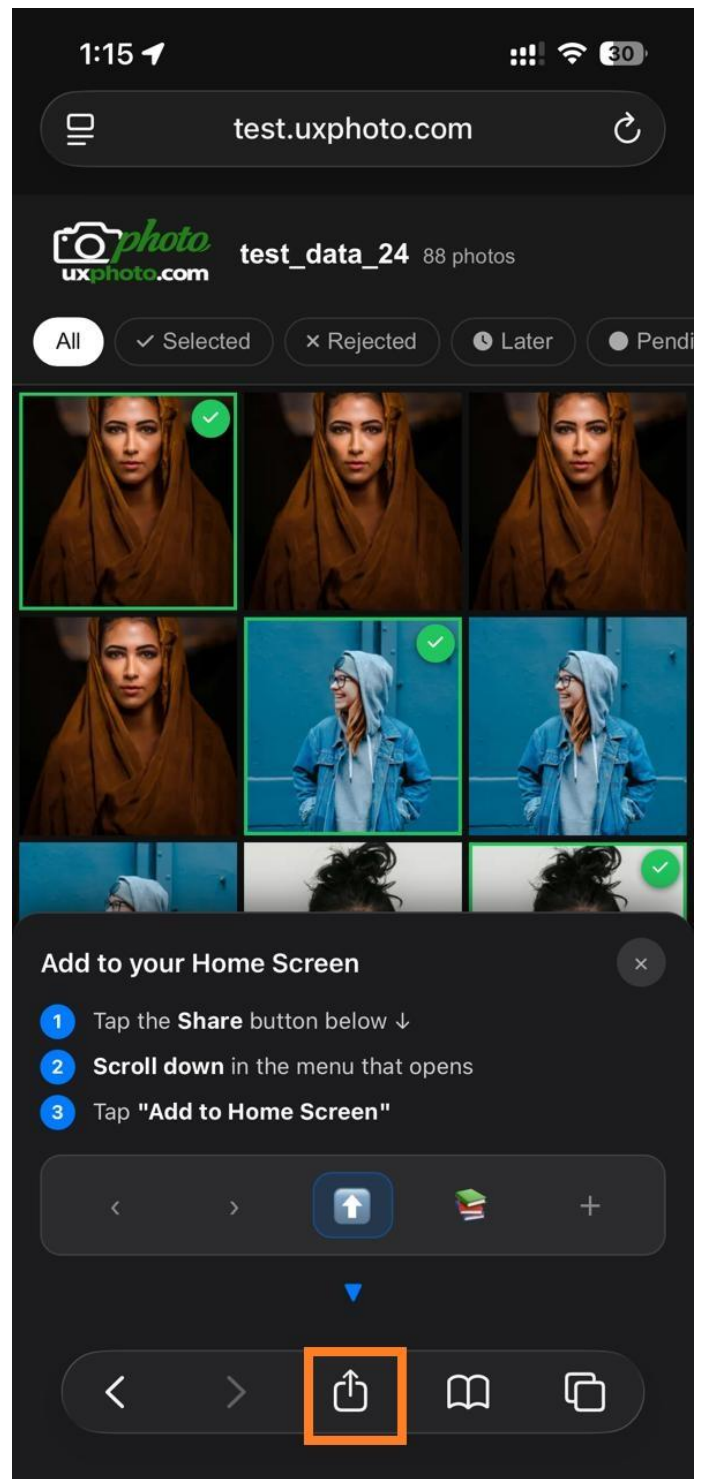 1:15
30
test.uxphoto.com
photo
uxphoto.com
test_data_24 88 photos
All ✓ Selected × Rejected Later Pendi
Add to your Home Screen ×
1 Tap the Share button below ↓
2 Scroll down in the menu that opens
3 Tap "Add to Home Screen"